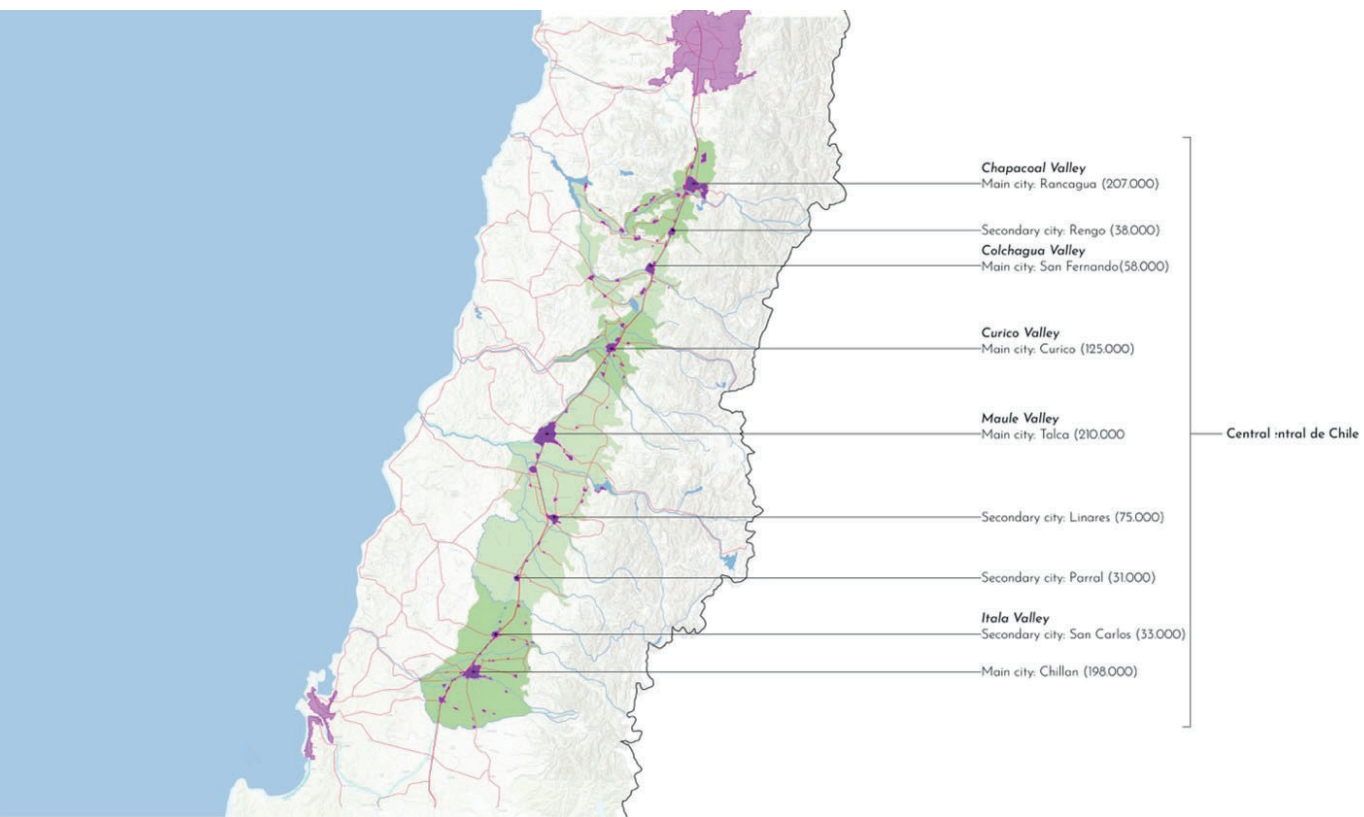 Chapacoal Valley
Main city: Rancagua (207.000)
Secondary city: Rengo (38.000)
Colchagua Valley
Main city: San Fernando(58.000)
Curico Valley
Main city: Curico (125.000)
Maule Valley
Main city: Talca (210.000
Central ntral de Chile
Secondary city: Linares (75.000)
Secondary city: Parral (31.000)
Itala Valley
Secondary city: San Carlos (33.000)
Main city: Chillan (198.000)